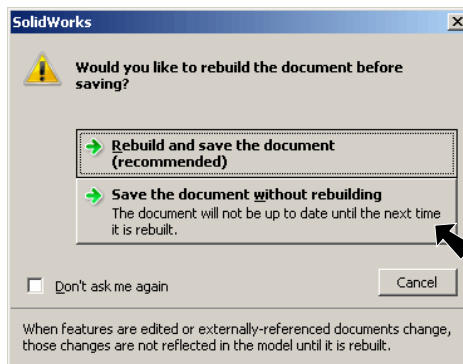 SolidWorks
Would you like to rebuild the document before
saving?
Rebuild and save the document
(recommended)
Save the document without rebuilding
The document will not be up to date until the next time
it is rebuilt.
Don't ask me again
Cancel
When features are edited or externally-referenced documents change,
those changes are not reflected in the model until it is rebuilt.